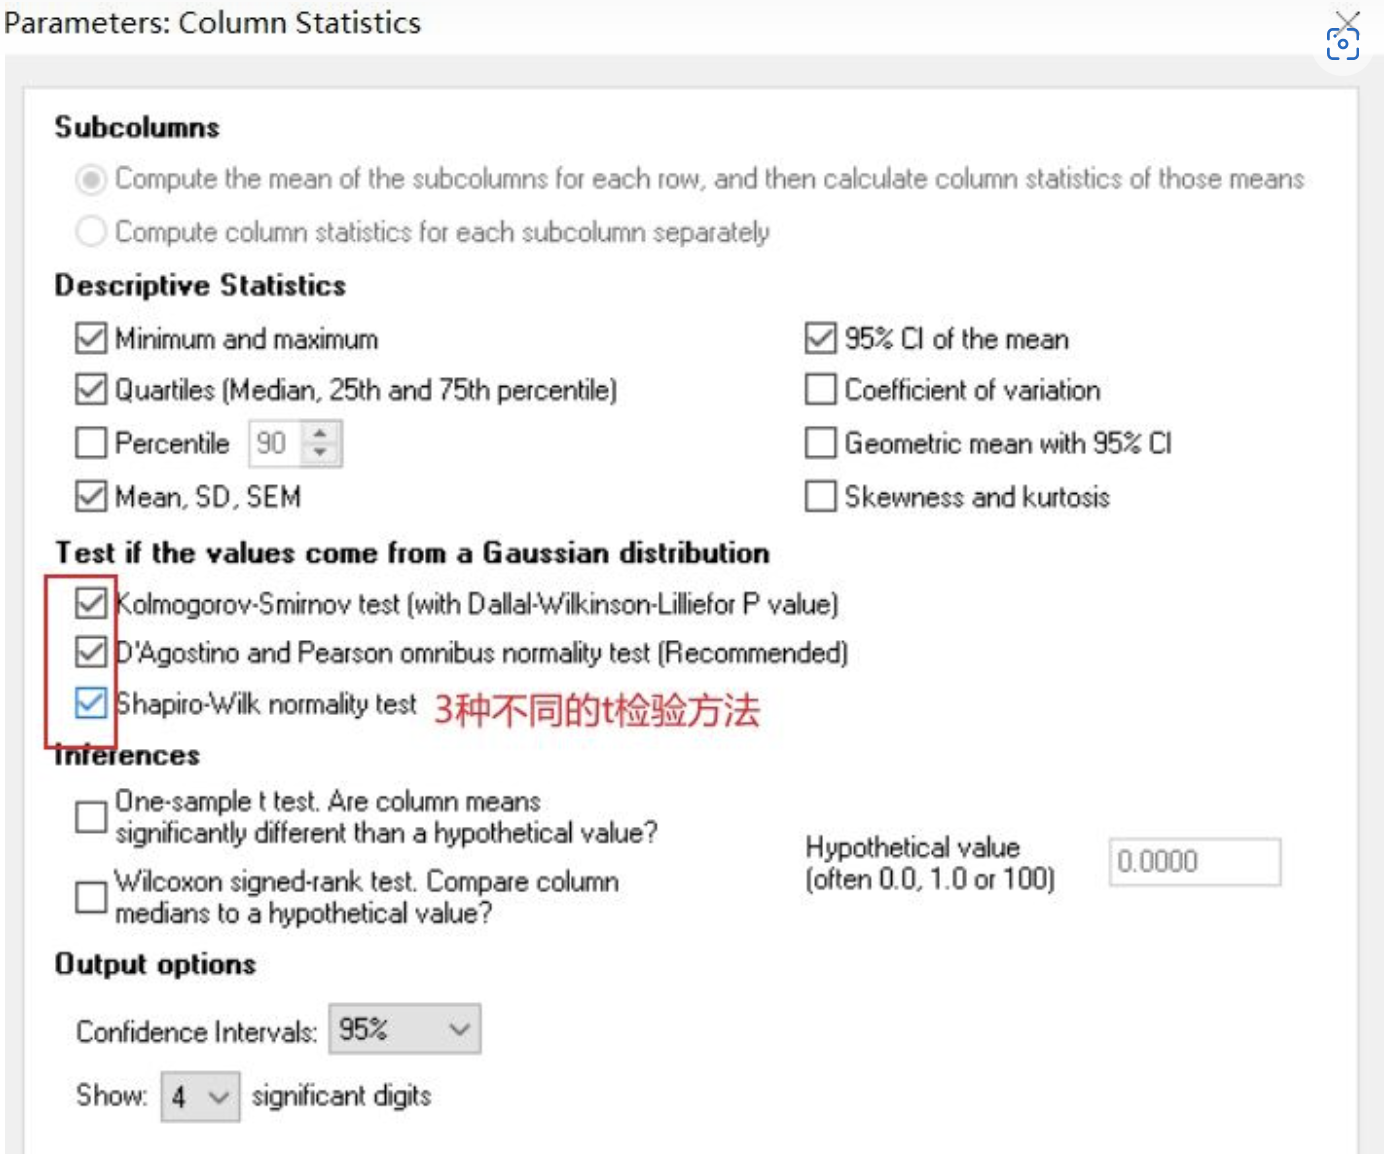 Parameters: Column Statistics
Subcolumns
Compute the mean of the subcolumns for each row, and then calculate column statistics of those means
Compute column statistics for each subcolumn separately
Descriptive Statistics
Minimum and maximum
95% CI of the mean
Quartiles (Median, 25th and 75th percentile)
Coefficient of variation
Percentile 90
Geometric mean with 95% CI
Mean, SD, SEM
Skewness and kurtosis
Test if the values come from a Gaussian distribution
Kolmogorov-Smirnov test (with Dallal-Wilkinson-Lilliefor P value)
D'Agostino and Pearson omnibus normality test (Recommended)
Shapiro-Wilk normality test 3种不同的t检验方法
Inferences
One-sample t test. Are column means
significantly different than a hypothetical value?
Hypothetical value
(often 0.0, 1.0 or 100)
0.0000
Wilcoxon signed-rank test. Compare column
medians to a hypothetical value?
Output options
Confidence Intervals: 95%
Show: 4 significant digits